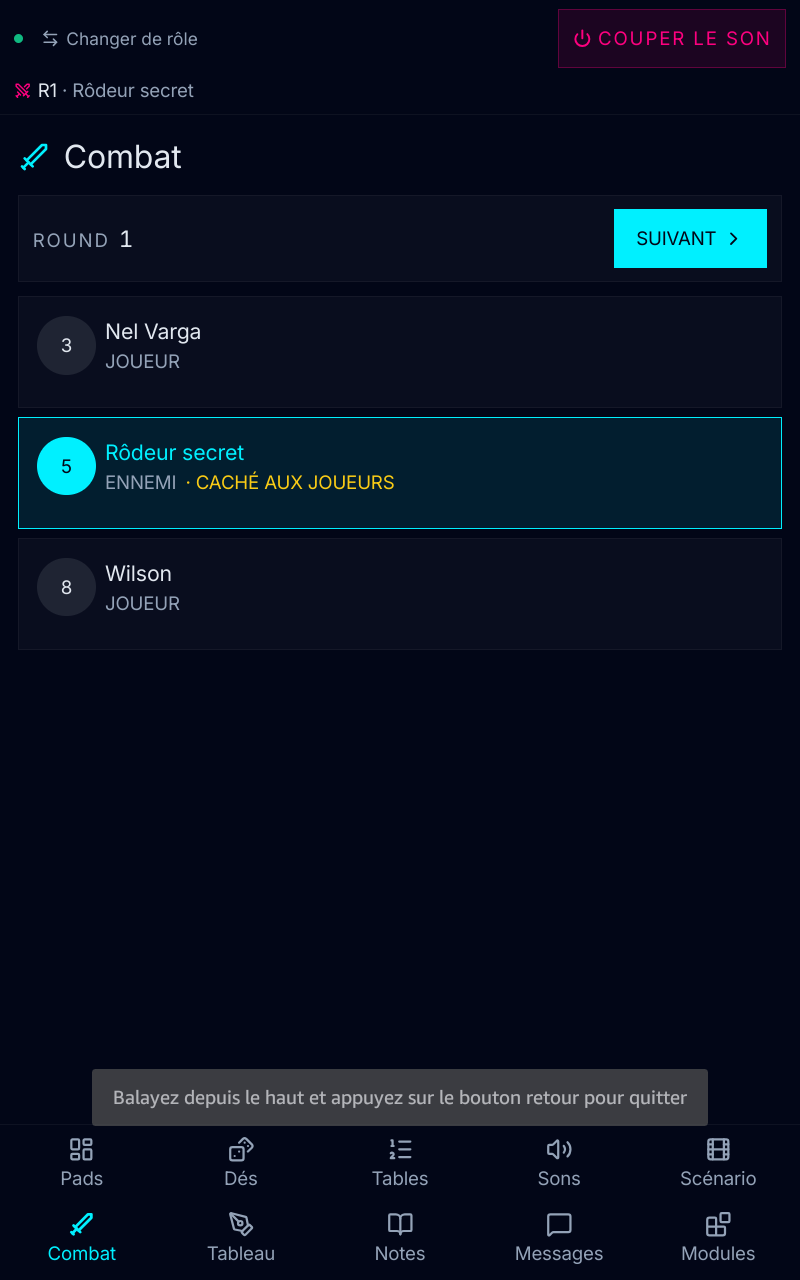 Changer de rôle
COUPER LE SON
R1 · Rôdeur secret
Combat
ROUND 1
SUIVANT
3
Nel Varga
JOUEUR
5
Rôdeur secret
ENNEMI · CACHÉ AUX JOUEURS
8
Wilson
JOUEUR
Balayez depuis le haut et appuyez sur le bouton retour pour quitter
Pads Dés Tables Sons Scénario
Combat Tableau Notes Messages Modules